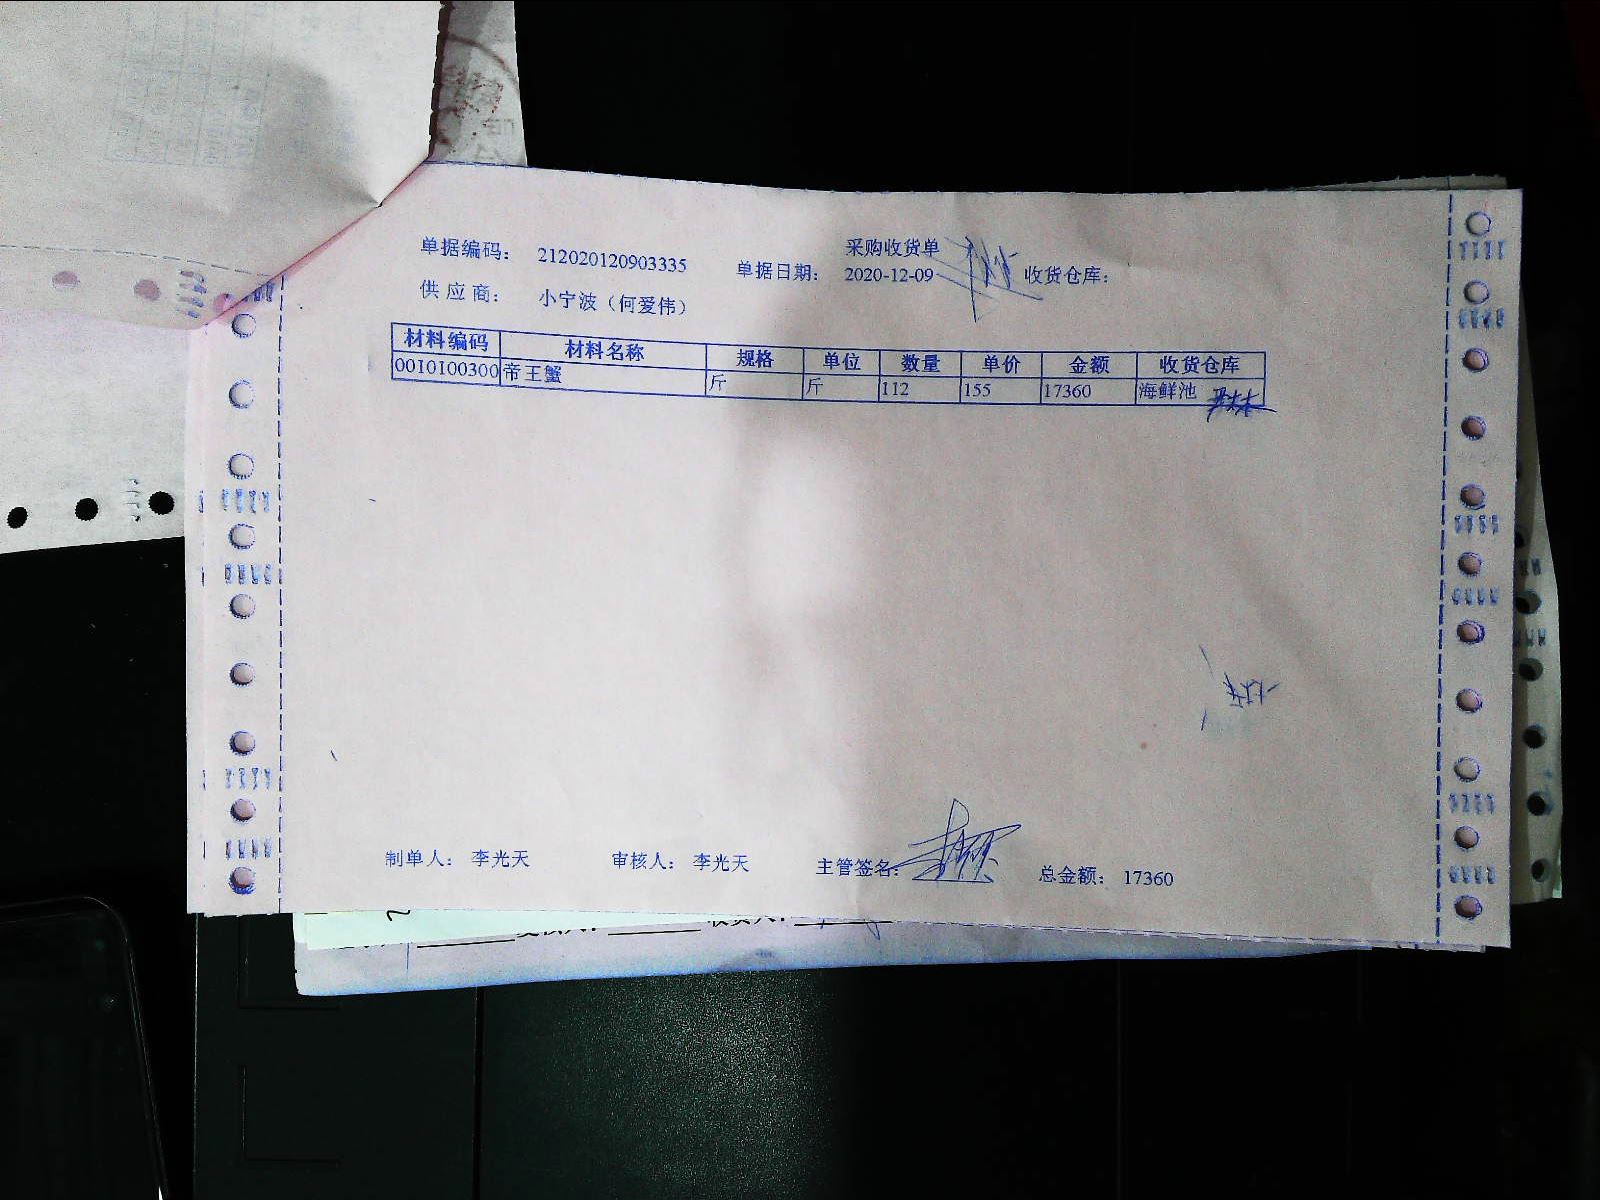 采购收货单
单据编码： 212020120903335 单据日期： 2020-12-09 收货仓库：
供应商： 小宁波（何爱伟）
材料编码 材料名称 规格 单位 数量 单价 金额 收货仓库
0010100300 帝王蟹 斤 斤 112 155 17360 海鲜池
制单人： 李光天 审核人： 李光天 主管签名： 总金额： 17360